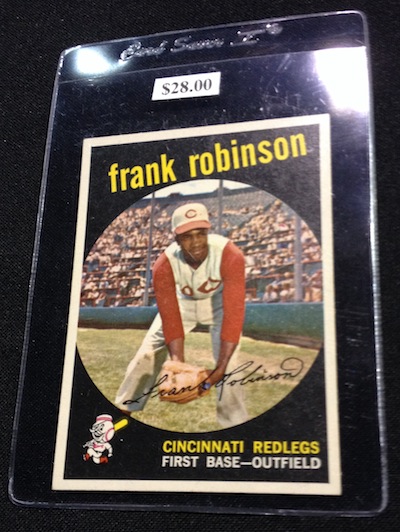 Card Saver I
$28.00
frank robinson
C
Frank Robinson
CINCINNATI REDLEGS
FIRST BASE—OUTFIELD